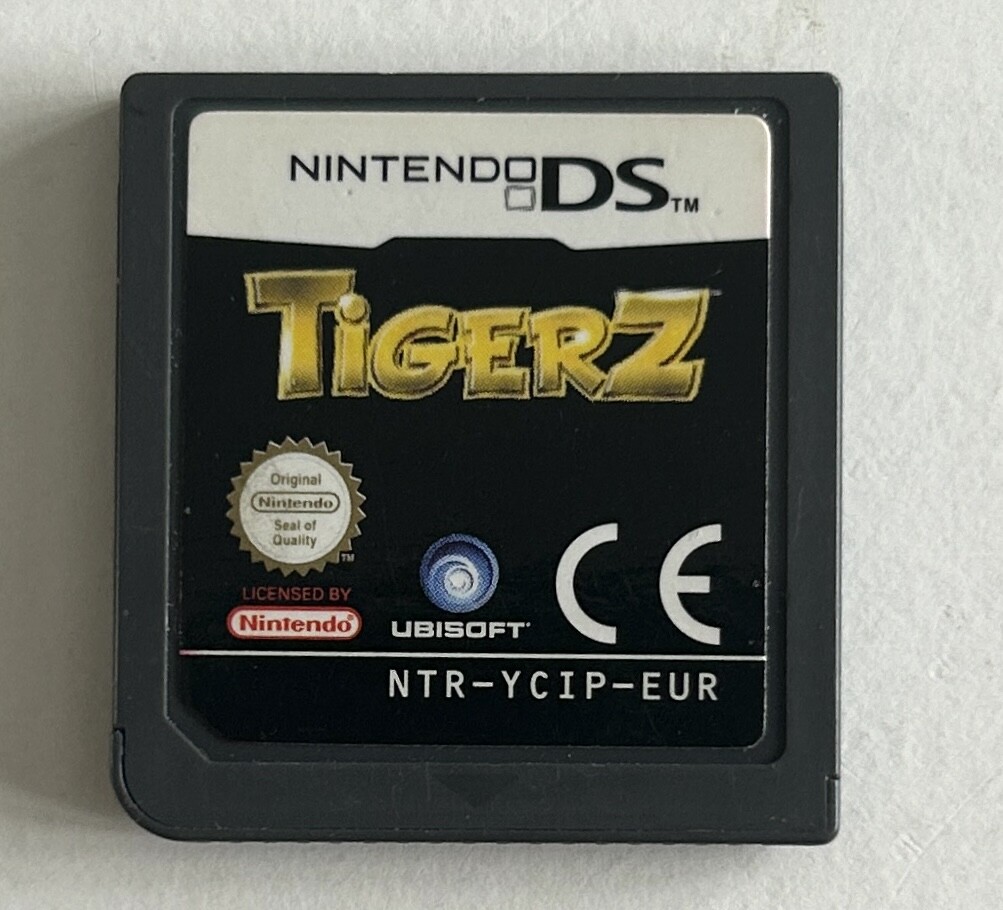 NINTENDO DS TM
TiGERZ
Original
Nintendo
Seal of
Quality TM
LICENSED BY
Nintendo®
UBISOFT
CE
NTR-YCIP-EUR